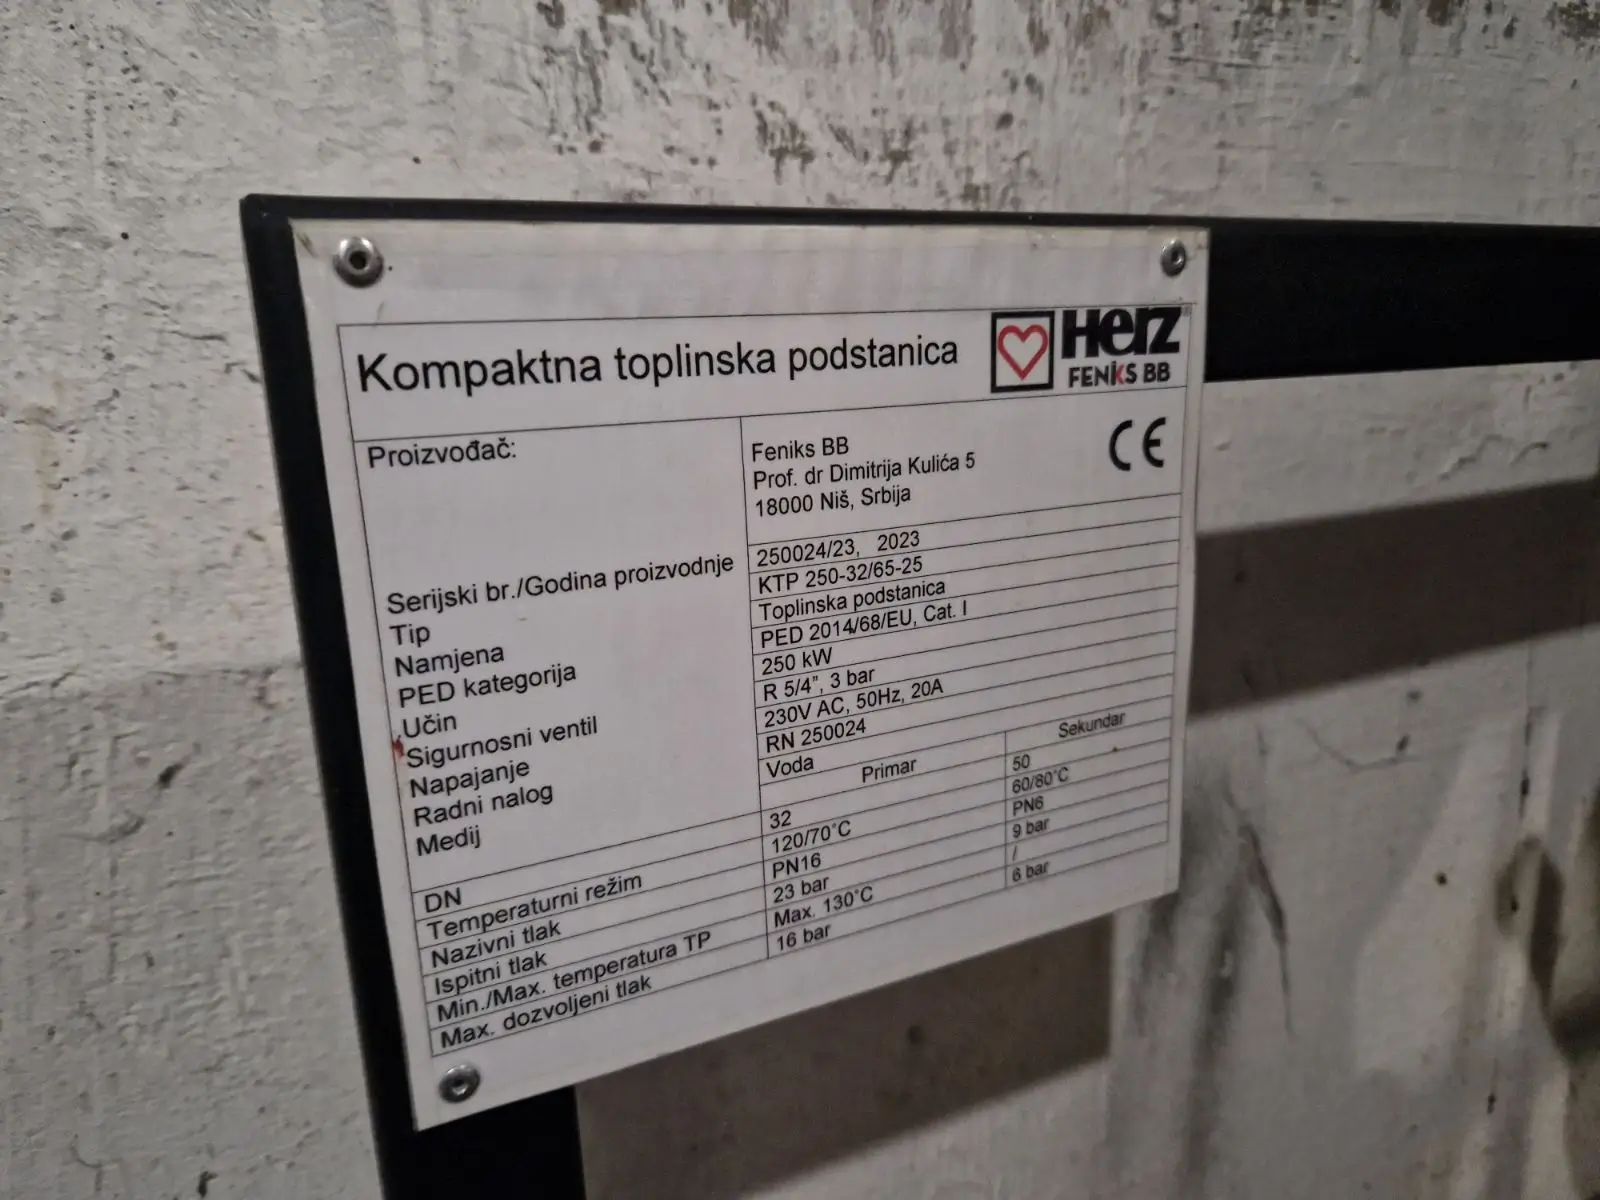 Kompaktna toplinska podstanica
HERZ®
FENIKS BB
Proizvođač:
Feniks BB
Prof. dr Dimitrija Kulića 5
18000 Niš, Srbija
CE
Serijski br./Godina proizvodnje 250024/23, 2023
Tip KTP 250-32/65-25
Namjena Toplinska podstanica
PED kategorija PED 2014/68/EU, Cat. I
Učin 250 kW
Sigurnosni ventil R 5/4", 3 bar
Napajanje 230V AC, 50Hz, 20A
Radni nalog RN 250024
Medij Voda
Primar Sekundar
DN 32 50
Temperaturni režim 120/70°C 60/80°C
Nazivni tlak PN16 PN6
Ispitni tlak 23 bar 9 bar
Min./Max. temperatura TP Max. 130°C /
Max. dozvoljeni tlak 16 bar 6 bar